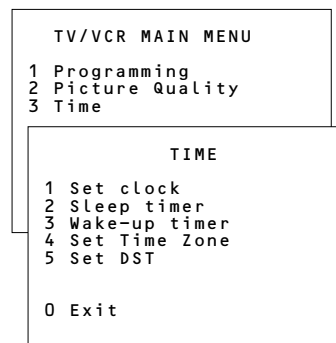 TV/VCR MAIN MENU
1 Programming
2 Picture Quality
3 Time
TIME
1 Set clock
2 Sleep timer
3 Wake-up timer
4 Set Time Zone
5 Set DST
0 Exit